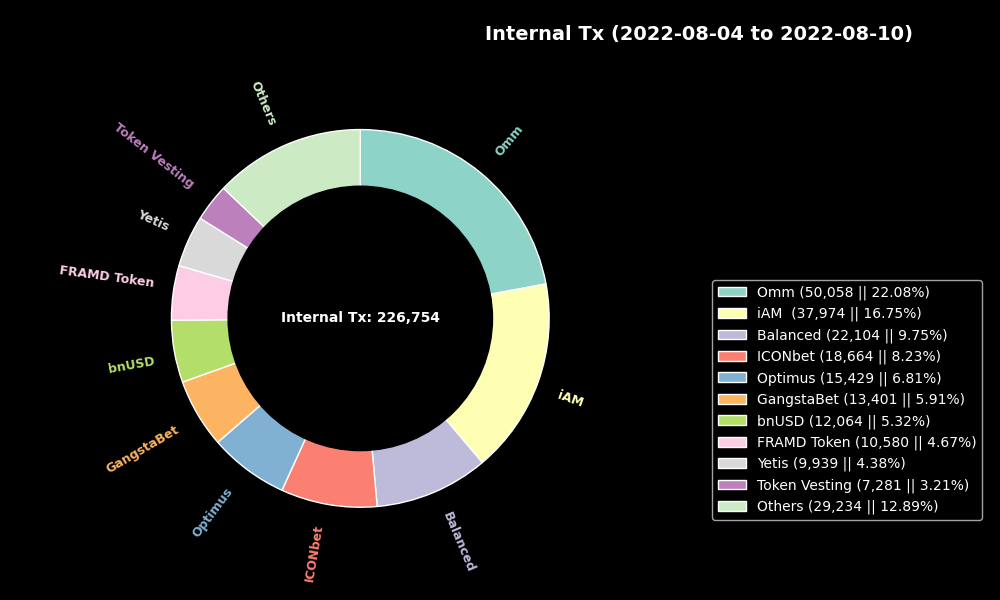 Internal Tx (2022-08-04 to 2022-08-10)
Others
Omm
Token Vesting
Yetis
FRAMD Token
Internal Tx: 226,754
bnUSD
iAM
GangstaBet
Optimus
Balanced
ICONbet
Omm (50,058 || 22.08%)
iAM  (37,974 || 16.75%)
Balanced (22,104 || 9.75%)
ICONbet (18,664 || 8.23%)
Optimus (15,429 || 6.81%)
GangstaBet (13,401 || 5.91%)
bnUSD (12,064 || 5.32%)
FRAMD Token (10,580 || 4.67%)
Yetis (9,939 || 4.38%)
Token Vesting (7,281 || 3.21%)
Others (29,234 || 12.89%)